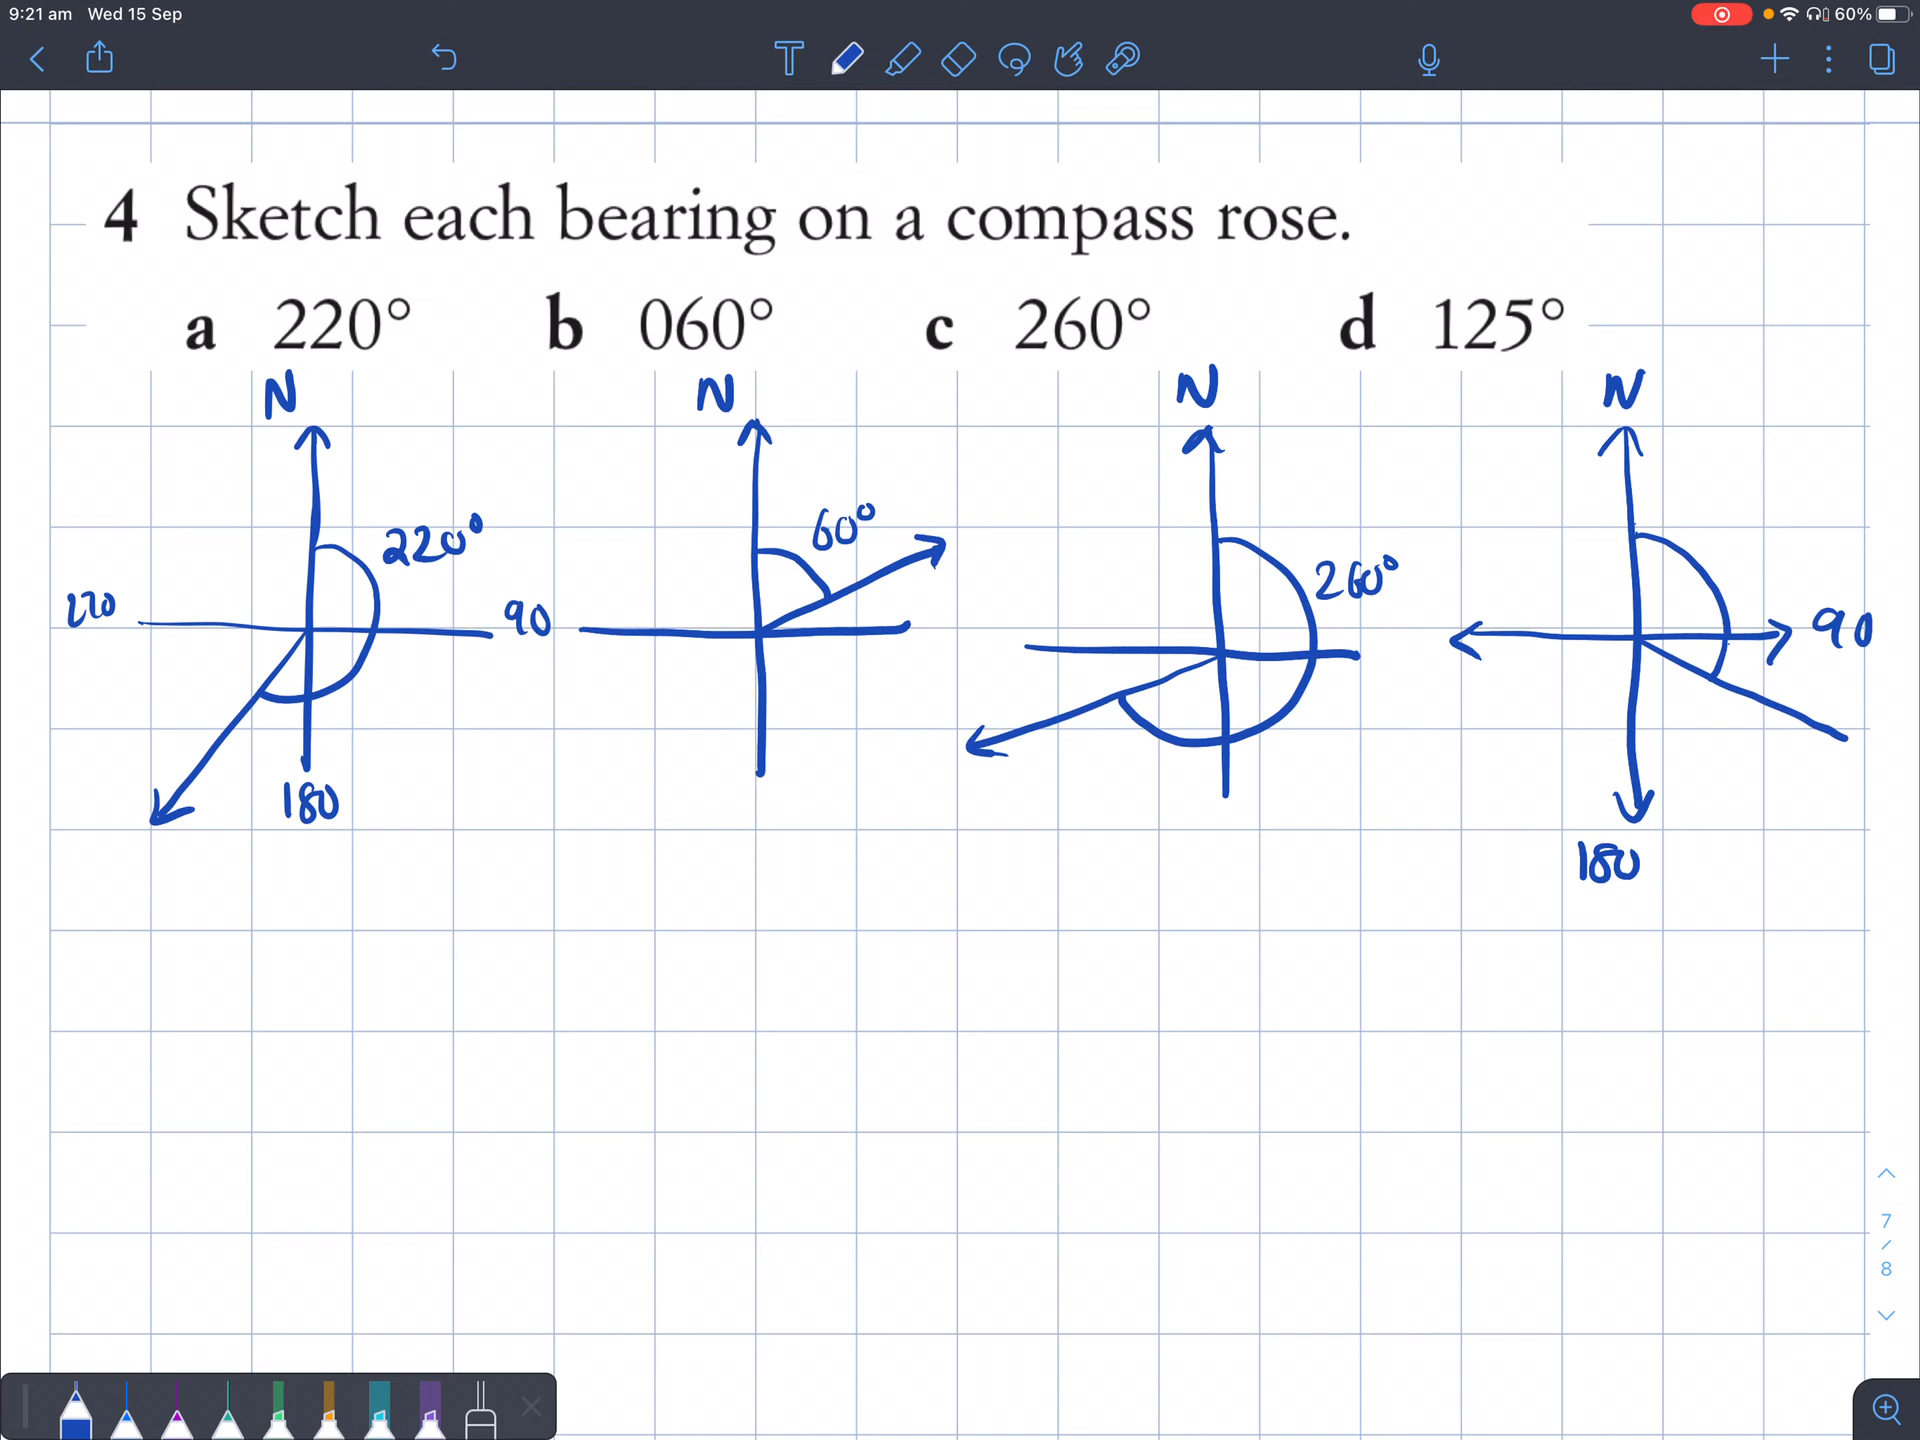 9:21 am Wed 15 Sep 60%
4 Sketch each bearing on a compass rose.
a 220° b 060° c 260° d 125°
N N N N
220° 60° 260°
90 90
180 180
7
/
8